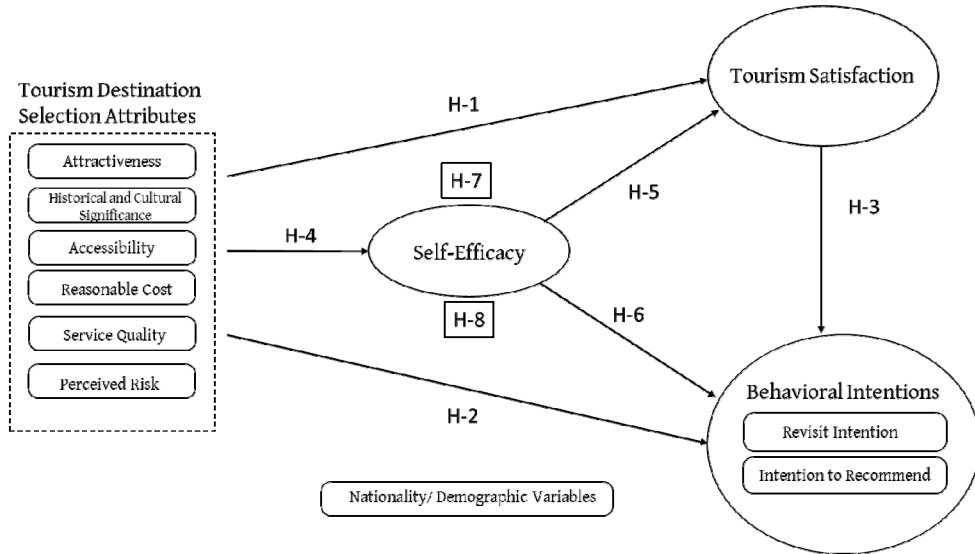 Tourism Destination
Selection Attributes
Attractiveness
Historical and Cultural
Significance
Accessibility
Reasonable Cost
Service Quality
Perceived Risk
H-1
H-4
H-2
H-7
Self-Efficacy
H-8
H-5
H-6
Tourism Satisfaction
H-3
Behavioral Intentions
Revisit Intention
Intention to Recommend
Nationality/ Demographic Variables